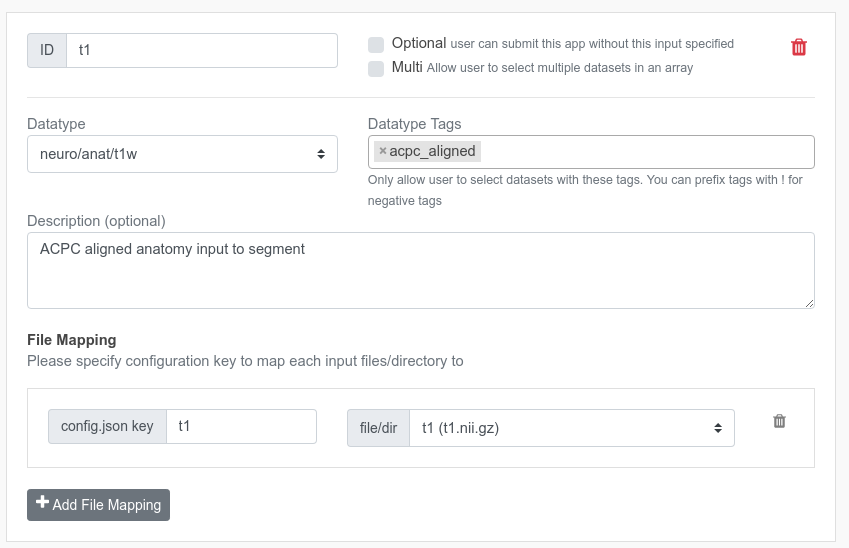 ID t1
Optional user can submit this app without this input specified
Multi Allow user to select multiple datasets in an array
Datatype
neuro/anat/t1w
Datatype Tags
×acpc_aligned
Only allow user to select datasets with these tags. You can prefix tags with ! for
negative tags
Description (optional)
ACPC aligned anatomy input to segment
File Mapping
Please specify configuration key to map each input files/directory to
config.json key t1
file/dir t1 (t1.nii.gz)
Add File Mapping